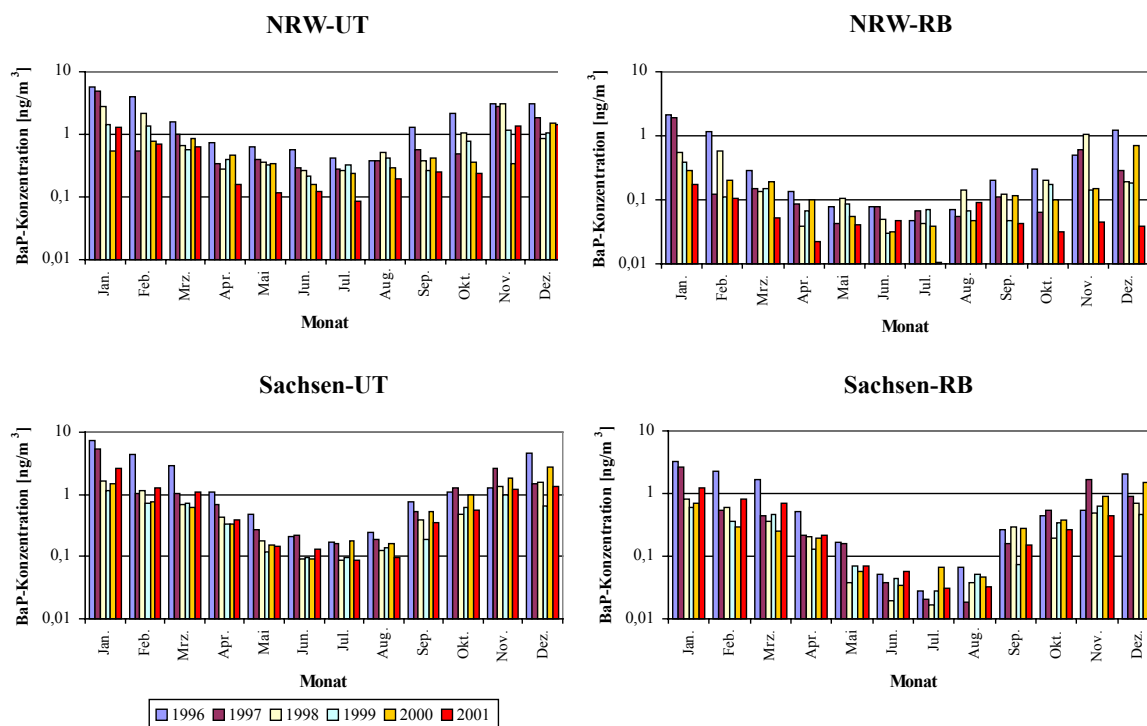 NRW-UT
BaP-Konzentration [ng/m³]
10
1
0,1
0,01
Jan.
Feb.
Mrz.
Apr.
Mai
Jun.
Jul.
Aug.
Sep.
Okt.
Nov.
Dez.
Monat
NRW-RB
BaP-Konzentration [ng/m³]
10
1
0,1
0,01
Jan.
Feb.
Mrz.
Apr.
Mai
Jun.
Jul.
Aug.
Sep.
Okt.
Nov.
Dez.
Monat
Sachsen-UT
BaP-Konzentration [ng/m³]
10
1
0,1
0,01
Jan.
Feb.
Mrz.
Apr.
Mai
Jun.
Jul.
Aug.
Sep.
Okt.
Nov.
Dez.
Monat
1996 1997 1998 1999 2000 2001
Sachsen-RB
BaP-Konzentration [ng/m³]
10
1
0,1
0,01
Jan.
Feb.
Mrz.
Apr.
Mai
Jun.
Jul.
Aug.
Sep.
Okt.
Nov.
Dez.
Monat